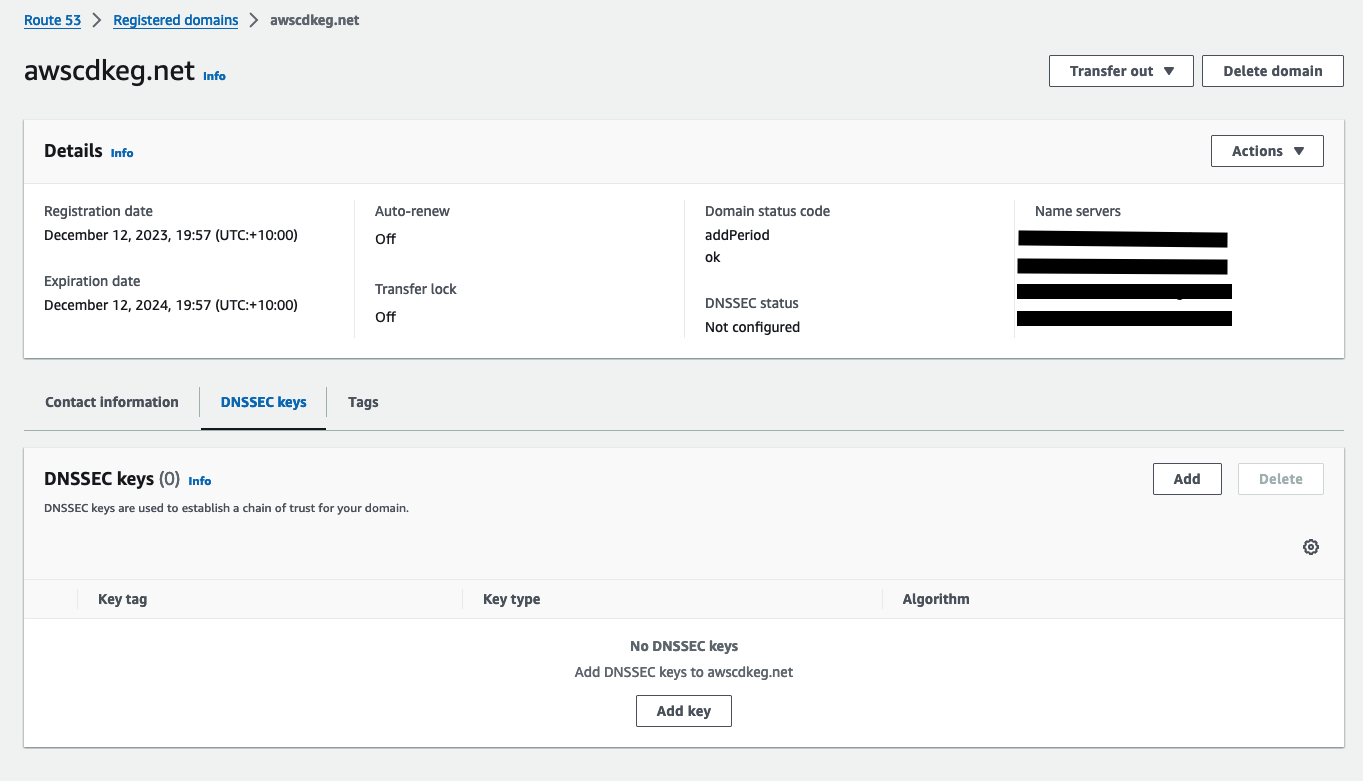 Route 53 > Registered domains > awscdkeg.net
awscdkeg.net Info
Transfer out ▼
Delete domain
Details Info
Actions ▼
Registration date
December 12, 2023, 19:57 (UTC:+10:00)
Expiration date
December 12, 2024, 19:57 (UTC:+10:00)
Auto-renew
Off
Transfer lock
Off
Domain status code
addPeriod
ok
DNSSEC status
Not configured
Name servers
Contact information
DNSSEC keys
Tags
DNSSEC keys (0) Info
DNSSEC keys are used to establish a chain of trust for your domain.
Add
Delete
Key tag
Key type
Algorithm
No DNSSEC keys
Add DNSSEC keys to awscdkeg.net
Add key